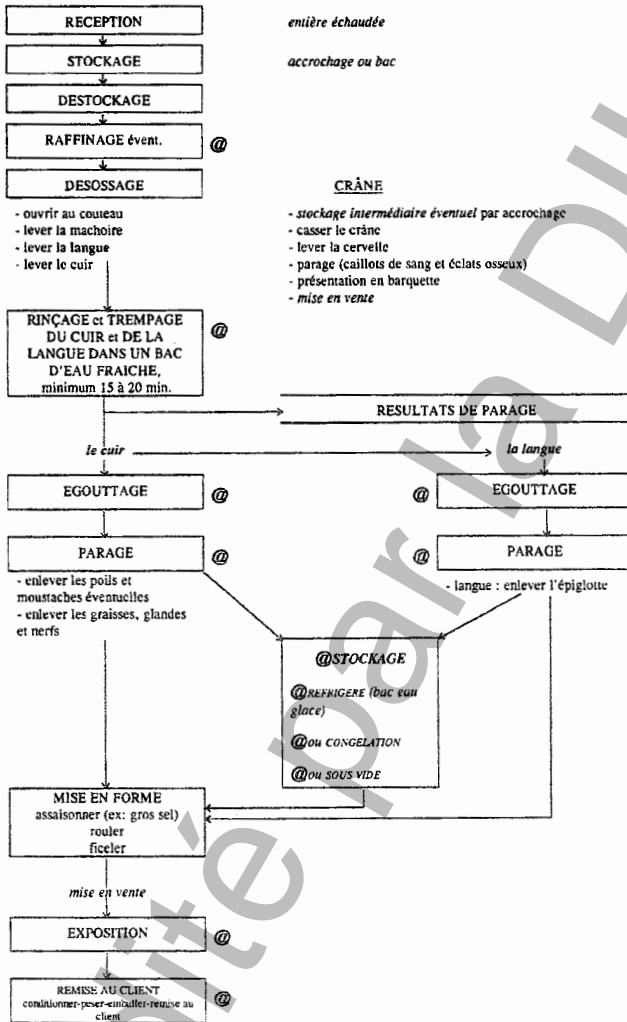 RECEPTION
entière échaudée
STOCKAGE
accrochage ou bac
DESTOCKAGE
RAFFINAGE évent.
@
DESOSSAGE
- ouvrir au couteau
- lever la machoire
- lever la langue
- lever le cuir
CRÂNE
- stockage intermédiaire éventuel par accrochage
- casser le crâne
- lever la cervelle
- parage (caillots de sang et éclats osseux)
- présentation en barquette
- mise en vente
RINÇAGE et TREMPAGE
DU CUIR et DE LA
LANGUE DANS UN BAC
D'EAU FRAICHE,
minimum 15 à 20 min.
@
RESULTATS DE PARAGE
le cuir
la langue
EGOUTTAGE
@
@
EGOUTTAGE
PARAGE
@
@
PARAGE
- enlever les poils et
moustaches éventuelles
- enlever les graisses, glandes
et nerfs
- langue : enlever l'épiglotte
@STOCKAGE
@REFRIGERE (bac eau
glace)
@ou CONGELATION
@ou SOUS VIDE
MISE EN FORME
assaisonner (ex: gros sel)
rouler
ficeler
mise en vente
EXPOSITION
@
REMISE AU CLIENT
conditionner-peser-emballer-remise au
client
@
dité par la DU